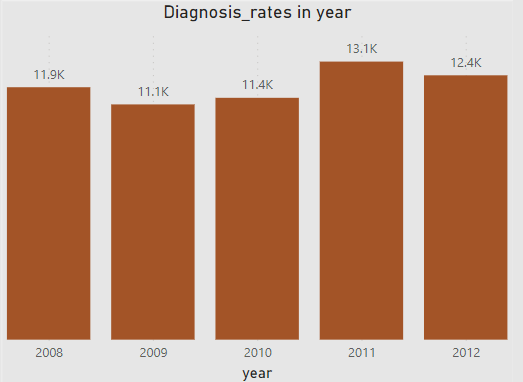 Diagnosis_rates in year
11.9K
11.1K
11.4K
13.1K
12.4K
2008 2009 2010 2011 2012
year